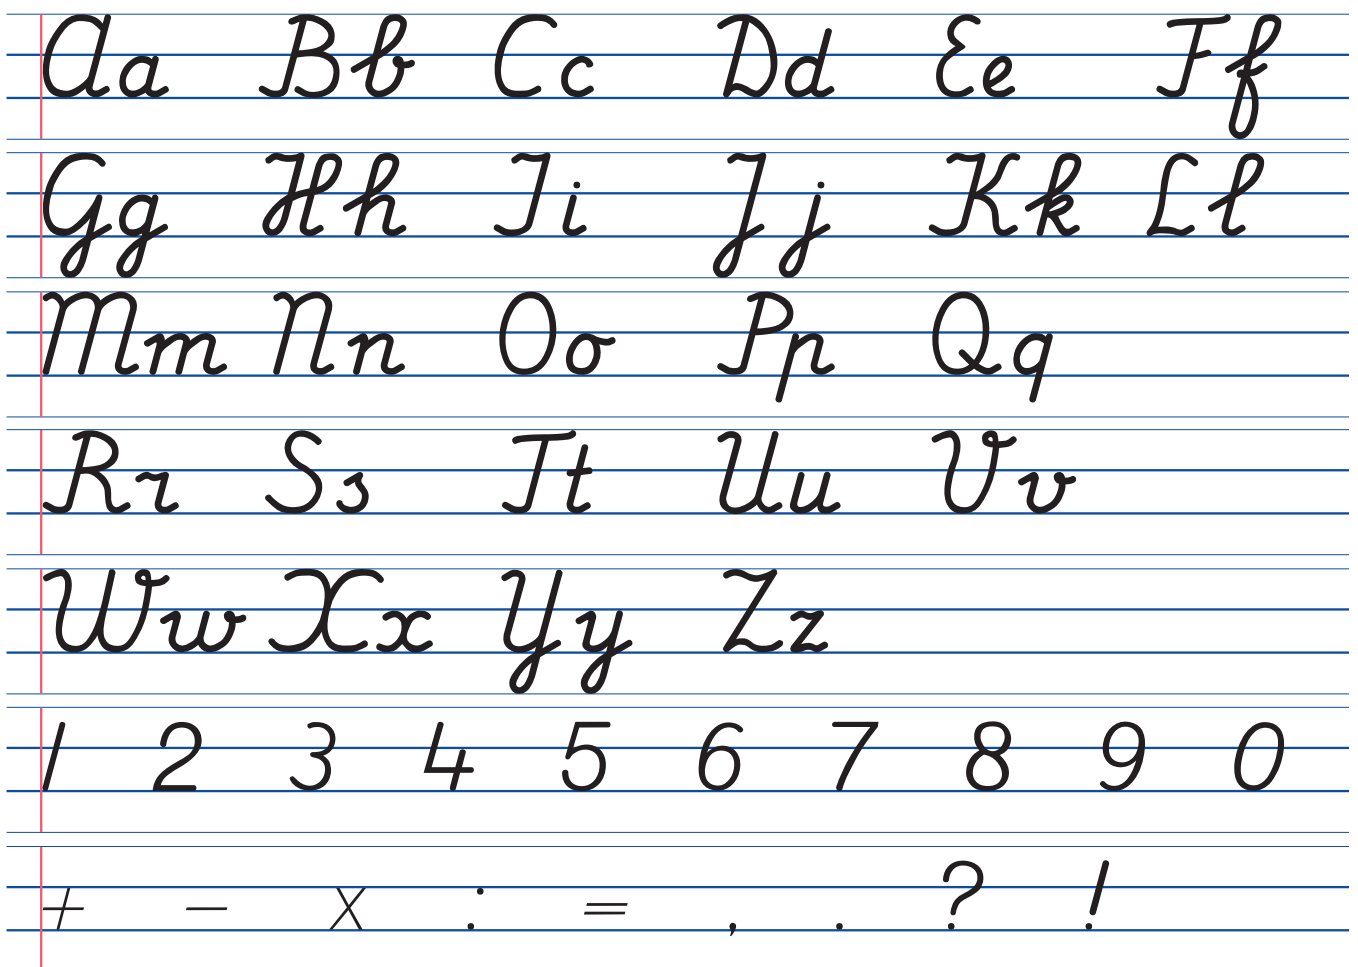 Aa Bb Cc Dd Ee Ff
Gg Hh Ii Jj Kk Ll
Mm Nn Oo Pp Qq
Rr Ss Tt Uu Vv
Ww Xx Yy Zz
1 2 3 4 5 6 7 8 9 0
+ − x : = , . ? !